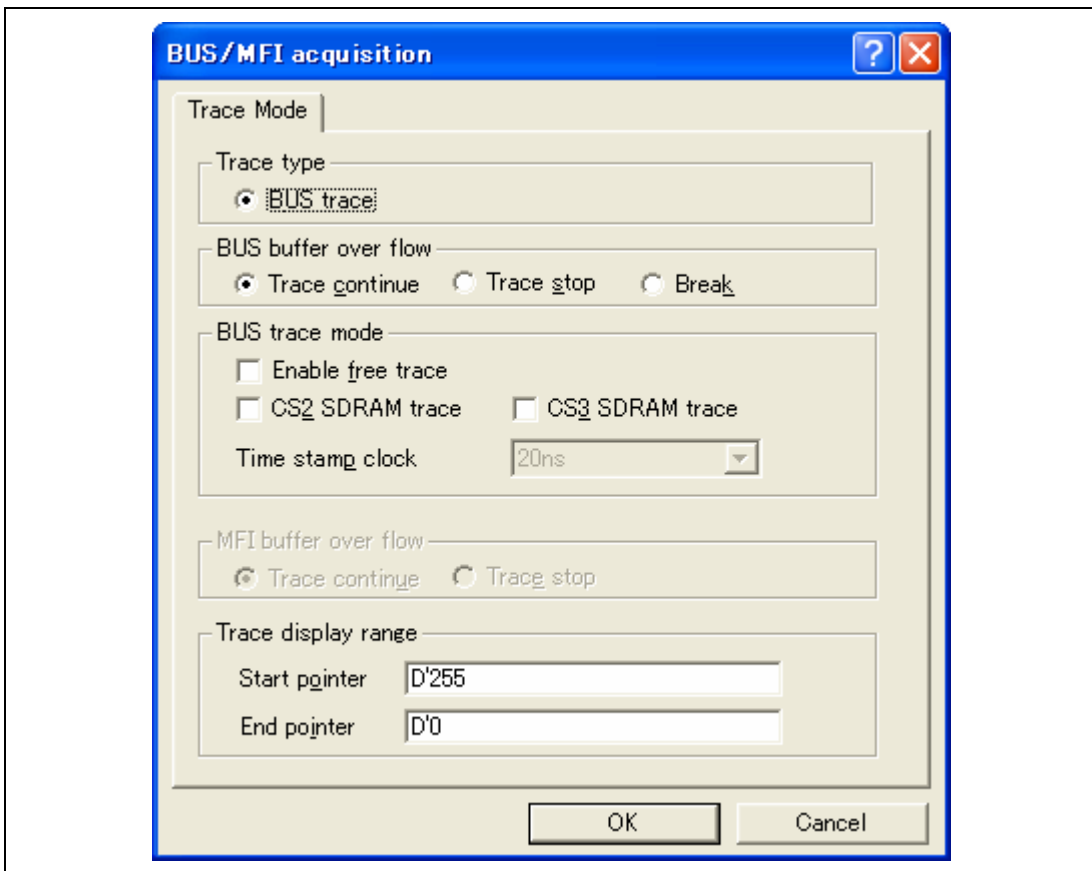 BUS/MFI acquisition
Trace Mode
Trace type
BUS trace
BUS buffer over flow
Trace continue Trace stop Break
BUS trace mode
Enable free trace
CS2 SDRAM trace CS3 SDRAM trace
Time stamp clock 20ns
MFI buffer over flow
Trace continue Trace stop
Trace display range
Start pointer D'255
End pointer D'0
OK Cancel